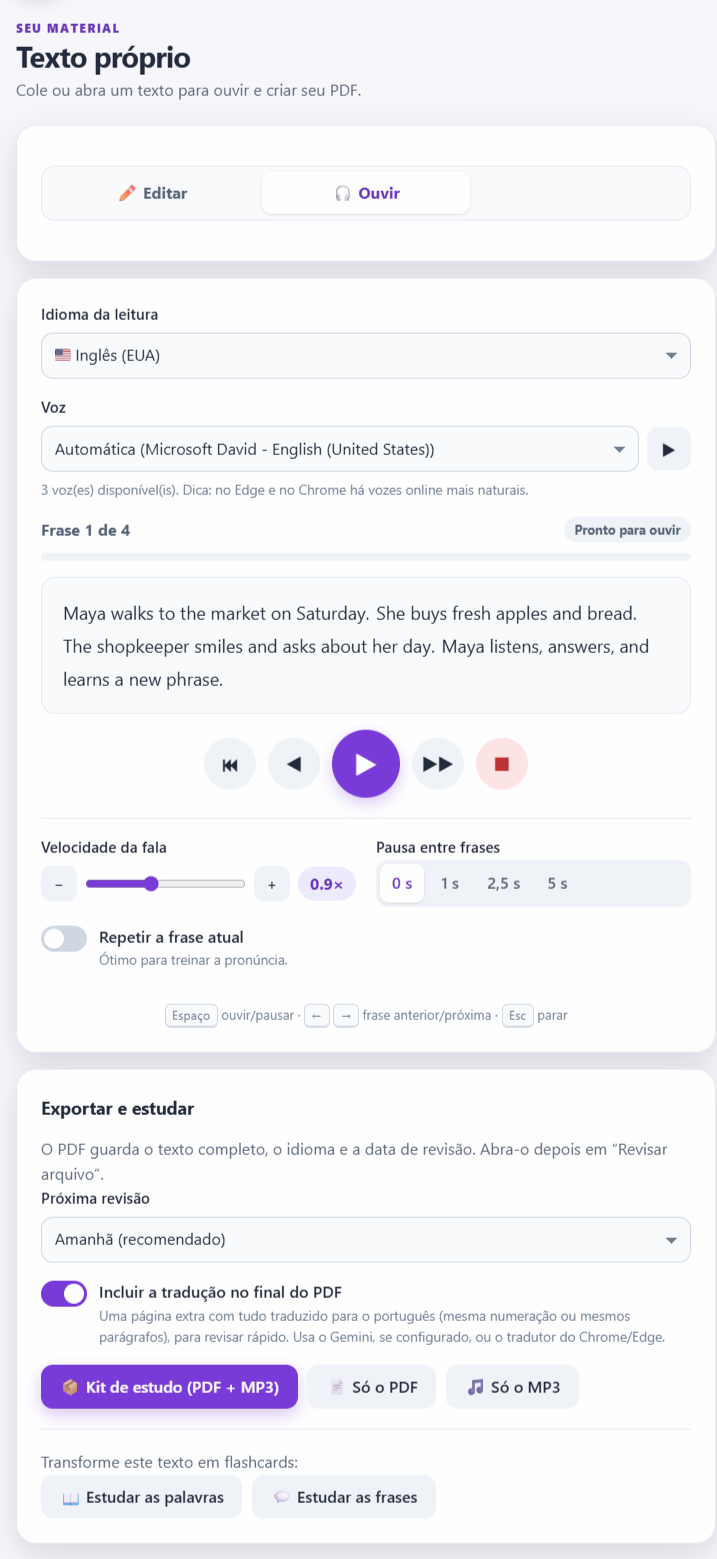 SEU MATERIAL
Texto próprio
Cole ou abra um texto para ouvir e criar seu PDF.
Editar
Ouvir
Idioma da leitura
Inglês (EUA)
Voz
Automática (Microsoft David - English (United States))
3 voz(es) disponível(is). Dica: no Edge e no Chrome há vozes online mais naturais.
Frase 1 de 4
Pronto para ouvir
Maya walks to the market on Saturday. She buys fresh apples and bread.
The shopkeeper smiles and asks about her day. Maya listens, answers, and
learns a new phrase.
Velocidade da fala
Pausa entre frases
− + 0.9×
0 s 1 s 2,5 s 5 s
Repetir a frase atual
Ótimo para treinar a pronúncia.
Espaço ouvir/pausar · ← → frase anterior/próxima · Esc parar
Exportar e estudar
O PDF guarda o texto completo, o idioma e a data de revisão. Abra-o depois em “Revisar
arquivo”.
Próxima revisão
Amanhã (recomendado)
Incluir a tradução no final do PDF
Uma página extra com tudo traduzido para o português (mesma numeração ou mesmos
parágrafos), para revisar rápido. Usa o Gemini, se configurado, ou o tradutor do Chrome/Edge.
Kit de estudo (PDF + MP3)
Só o PDF
Só o MP3
Transforme este texto em flashcards:
Estudar as palavras
Estudar as frases